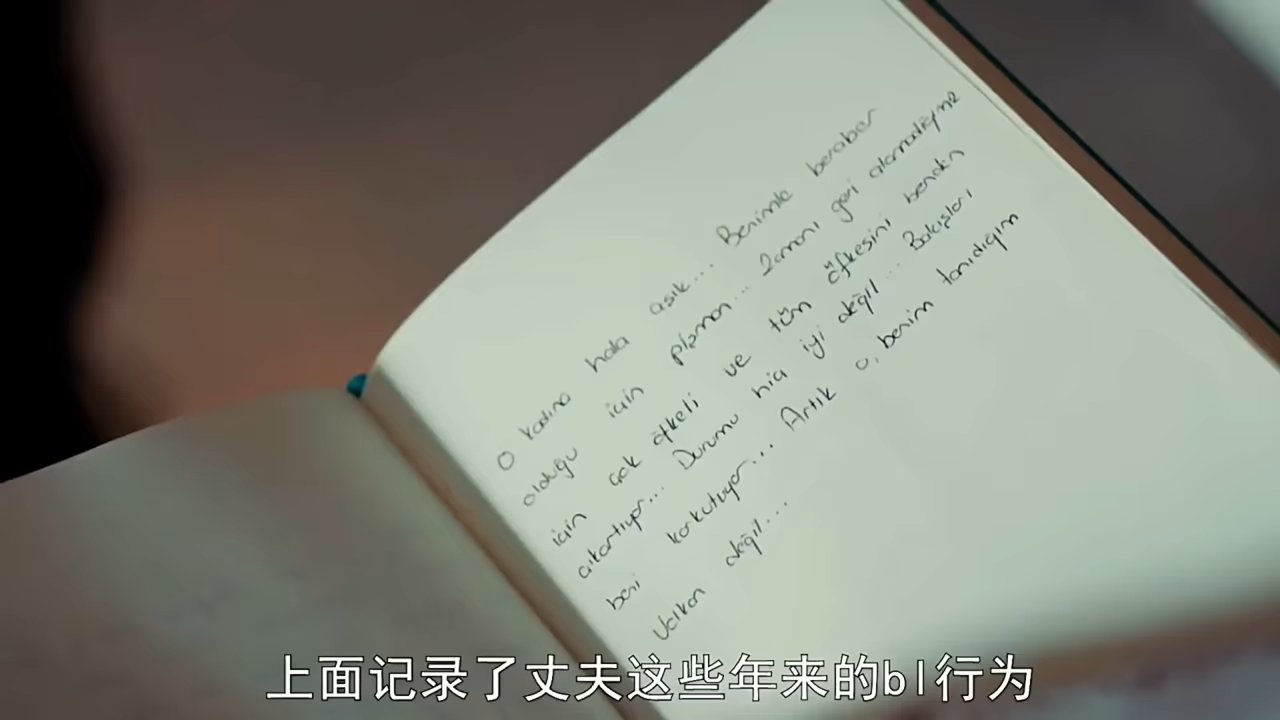 O kadına hala aşık... Benimle beraber
olduğu için pişman... Zamanı geri alamadığımız
için çok öfkeli ve tüm öfkesini benden
çıkartıyor... Durumu hiç iyi değil... Bakışları
beni korkutuyor... Artık o, benim tanıdığım
Volkan değil...
上面记录了丈夫这些年来的bl行为